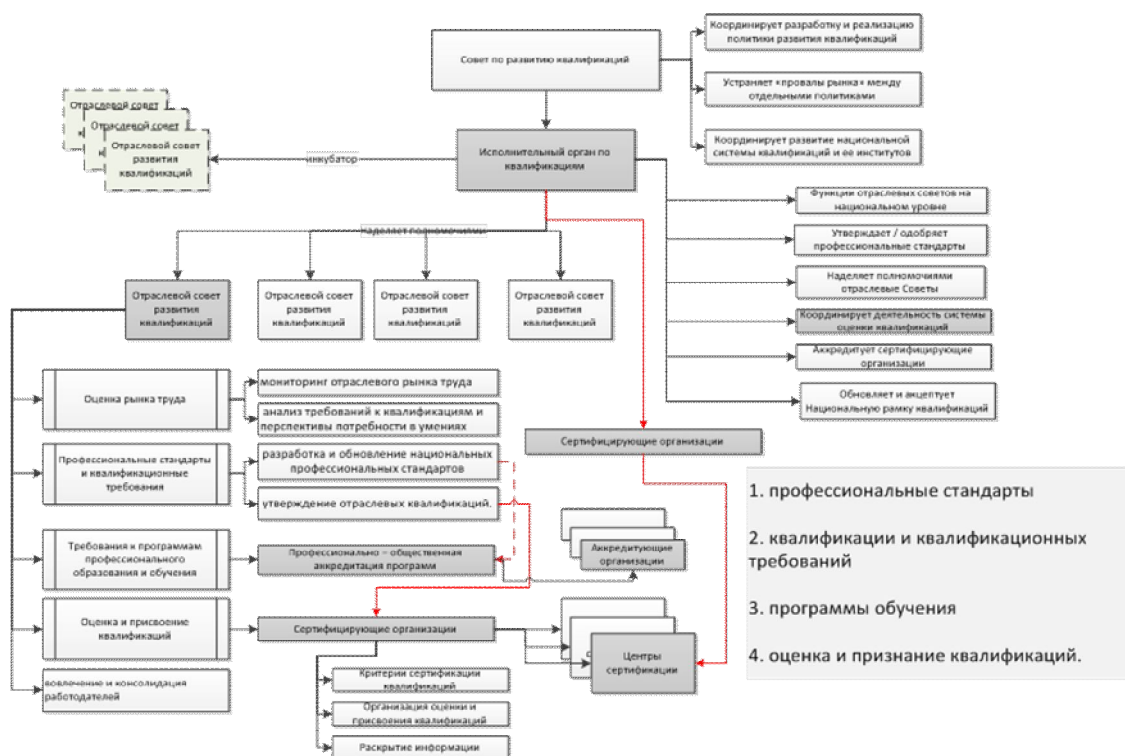 Координирует разработку и реализацию
политики развития квалификаций
Совет по развитию квалификаций
Устраняет «провалы рынка« между
отдельными политиками
Координирует развитие национальной
системы квалификаций и ее институтов
Отраслевой совет
Отраслевой совет
Отраслевой совет
развития
квалификаций
инкубатор
Исполнительный орган по
квалификациям
Функции отраслевых советов на
национальном уровне
Утверждает / одобряет
профессиональные стандарты
Наделяет полномочиями
отраслевые Советы
Координирует деятельность системы
оценки квалификаций
Аккредитует сертифицирующие
организации
Обновляет и акцептует
Национальную рамку квалификаций
наделяет полномочиями
Отраслевой совет
развития
квалификаций
Отраслевой совет
развития
квалификаций
Отраслевой совет
развития
квалификаций
Отраслевой совет
развития
квалификаций
Оценка рынка труда
мониторинг отраслевого рынка труда
анализ требований к квалификациям и
перспективы потребности в умениях
Сертифицирующие организации
Профессиональные стандарты
и квалификационные
требования
разработка и обновление национальных
профессиональных стандартов
утверждение отраслевых квалификаций.
Требования к программам
профессионального
образования и обучения
Профессионально – общественная
аккредитация программ
Аккредитующие
организации
Оценка и присвоение
квалификаций
Сертифицирующие организации
Центры
сертификации
вовлечение и консолидация
работодателей
Критерии сертификации
квалификаций
Организация оценки и
присвоения квалификаций
Раскрытие информации
1. профессиональные стандарты
2. квалификации и квалификационных
требований
3. программы обучения
4. оценка и признание квалификаций.